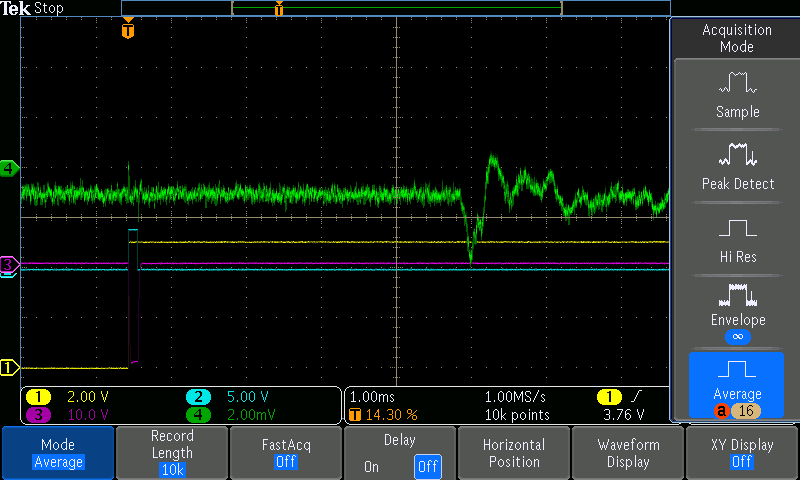 Tek Stop
T
T
Acquisition
Mode
Sample
Peak Detect
Hi Res
Envelope
∞
Average
a 16
4
3
1
1 2.00 V 2 5.00 V
3 10.0 V 4 2.00mV
1.00ms 1.00MS/s 1 3.76 V
T 14.30 % 10k points
Mode
Average
Record
Length
10k
FastAcq
Off
Delay
On Off
Horizontal
Position
Waveform
Display
XY Display
Off